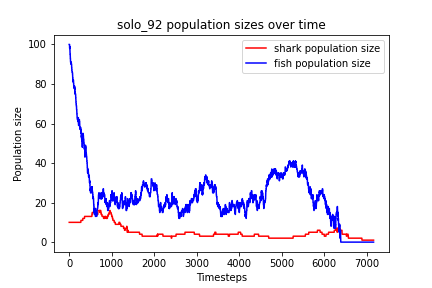 solo_92 population sizes over time
shark population size
fish population size
Population size
100
80
60
40
20
0
0 1000 2000 3000 4000 5000 6000 7000
Timesteps